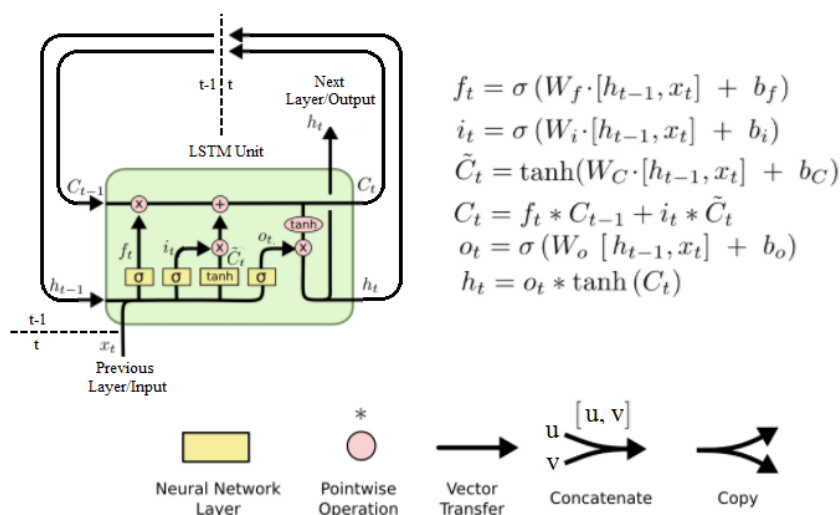 t-1 t
Next
Layer/Output
h_t
LSTM Unit
C_{t-1}
C_t
x
+
tanh
f_t
i_t
x
C̃_t
o_t
x
σ
σ
tanh
σ
h_{t-1}
h_t
t-1
t
x_t
Previous
Layer/Input
f_t = σ (W_f·[h_{t-1}, x_t] + b_f)
i_t = σ (W_i·[h_{t-1}, x_t] + b_i)
C̃_t = tanh(W_C·[h_{t-1}, x_t] + b_C)
C_t = f_t * C_{t-1} + i_t * C̃_t
o_t = σ (W_o [h_{t-1}, x_t] + b_o)
h_t = o_t * tanh (C_t)
*
[u, v]
u
v
Neural Network
Layer
Pointwise
Operation
Vector
Transfer
Concatenate
Copy